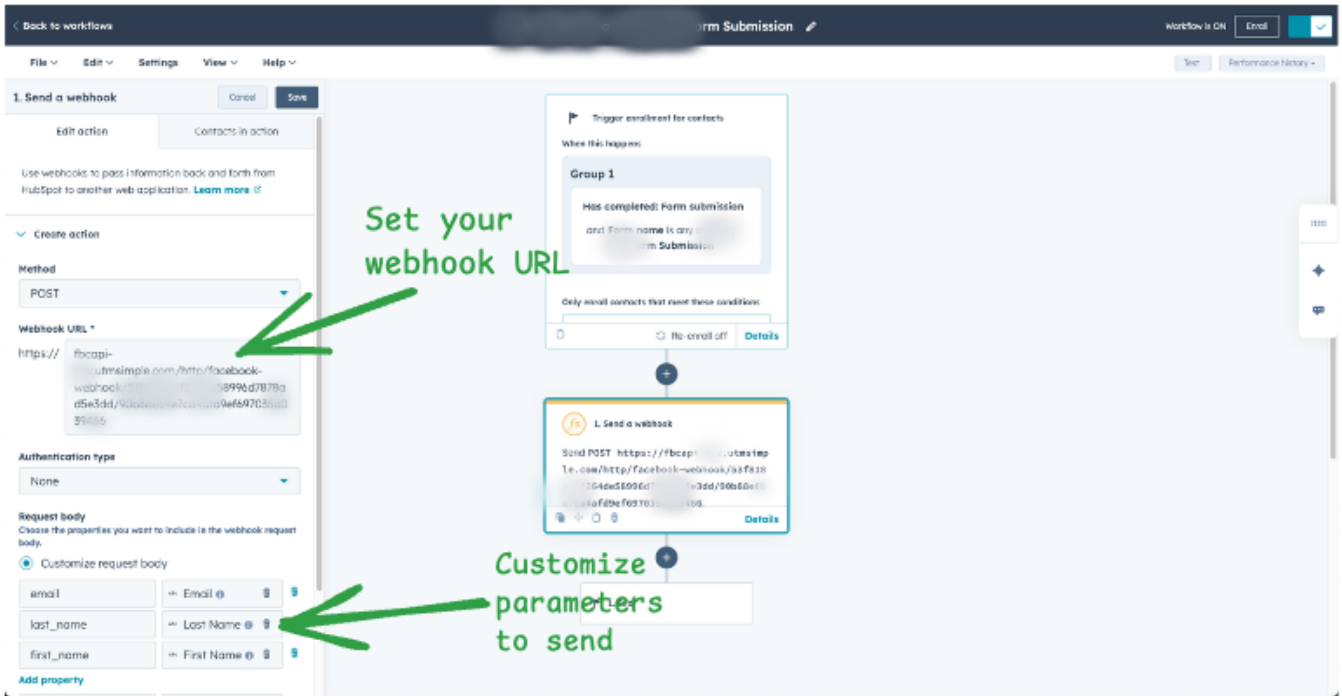 Back to workflows
rm Submission
Workflow is ON
Enroll
File
Edit
Settings
View
Help
Test
Performance history
1. Send a webhook
Cancel
Save
Edit action
Contacts in action
Use webhooks to pass information back and forth from
HubSpot to another web application. Learn more
Create action
Method
POST
Webhook URL *
https://
fbcapi-
.utmsimple.com/http/facebook-
webhook/
58996d7878a
d5e3dd/
Authentication type
None
Request body
Choose the properties you want to include in the webhook request
body.
Customize request body
email
Email
last_name
Last Name
first_name
First Name
Add property
Set your
webhook URL
Trigger enrollment for contacts
When this happens
Group 1
Has completed: Form submission
and Form name is any
rm Submission
Only enroll contacts that meet these conditions
Re-enroll off
Details
1. Send a webhook
Send POST https://fbcapi .utmsimp
le.com/http/facebook-webhook/
Details
Customize
parameters
to send